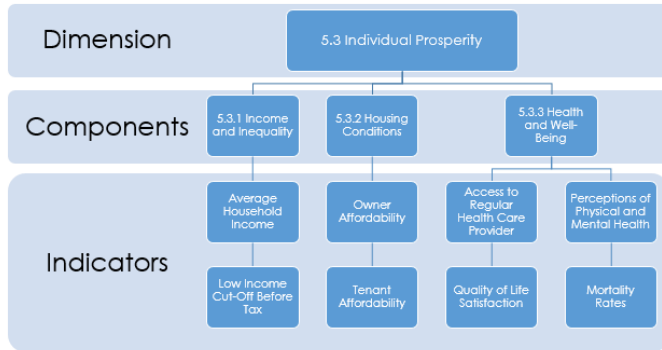 Dimension
5.3 Individual Prosperity
Components
5.3.1 Income
and Inequality
5.3.2 Housing
Conditions
5.3.3 Health
and Well-
Being
Indicators
Average
Household
Income
Owner
Affordability
Access to
Regular
Health Care
Provider
Perceptions of
Physical and
Mental Health
Low Income
Cut-Off Before
Tax
Tenant
Affordability
Quality of Life
Satisfaction
Mortality
Rates